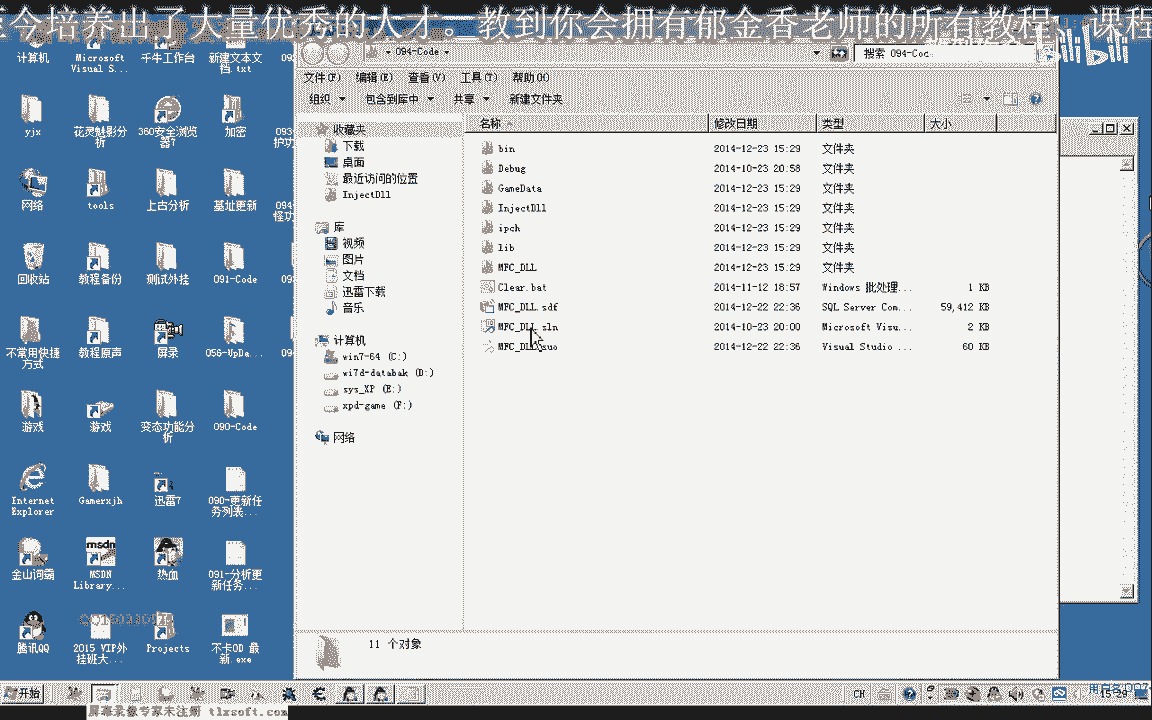 今培养出了大量优秀的人才。教到你会拥有郁金香老师的所有教程、课程
计算机
Microsoft Visual S...
千牛工作台
新建文本文档.txt
yjx
花灵魅影分析
360安全浏览器7
加密
网络
tools
上古分析
基址更新
回收站
教程备份
测试外挂
091-Code
不常用快捷方式
教程原声
屏录
056-UpDa...
游戏
游戏
变态功能分析
090-Code
Internet Explorer
Gamerxjh
迅雷7
090-更新任务列表...
金山词霸
MSDN Library...
热血
091-分析更新任务...
腾讯QQ
2015 VIP外挂班大...
Projects
不卡OD 最新.exe
094-Code
搜索 094-Cod
文件(F) 编辑(E) 查看(V) 工具(T) 帮助(H)
组织 包含到库中 共享 新建文件夹
收藏夹
下载
桌面
最近访问的位置
InjectDll
库
视频
图片
文档
迅雷下载
音乐
计算机
win7-64 (C:)
wi7d-databak (D:)
sys_XP (E:)
xpd-game (F:)
网络
名称 修改日期 类型 大小
bin 2014-12-23 15:29 文件夹
Debug 2014-10-23 20:58 文件夹
GameData 2014-12-23 15:29 文件夹
InjectDll 2014-12-23 15:29 文件夹
ipch 2014-12-23 15:29 文件夹
lib 2014-12-23 15:29 文件夹
MFC_DLL 2014-12-23 15:29 文件夹
Clear.bat 2014-11-12 18:57 Windows 批处理... 1 KB
MFC_DLL.sdf 2014-12-22 22:36 SQL Server Com... 59,412 KB
MFC_DLL.sln 2014-10-23 20:00 Microsoft Visu... 2 KB
MFC_DLL.suo 2014-12-22 22:36 Visual Studio ... 60 KB
11 个对象
开始
CH
屏幕录像专家未注册 tlxsoft.com